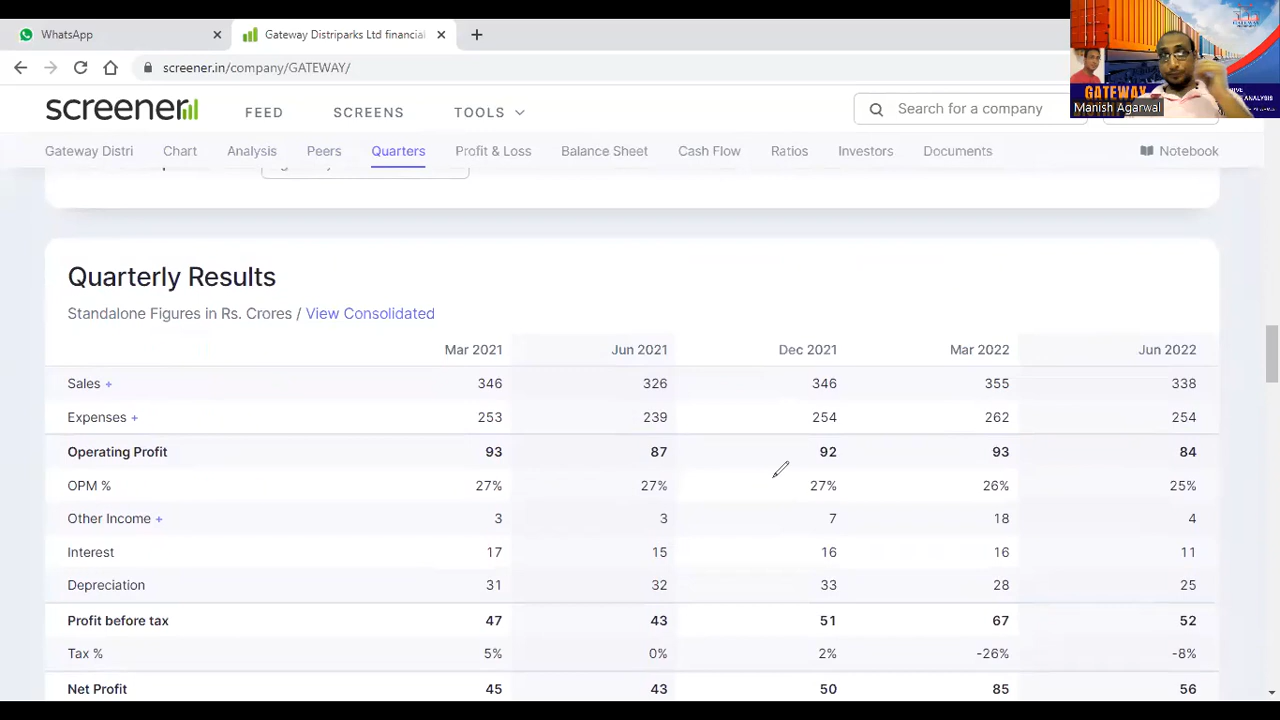 WhatsApp
Gateway Distriparks Ltd financial
screener.in/company/GATEWAY/
GATEWAY
Manish Agarwal
screener
FEED SCREENS TOOLS
Search for a company
Gateway Distri Chart Analysis Peers Quarters Profit & Loss Balance Sheet Cash Flow Ratios Investors Documents Notebook
Quarterly Results
Standalone Figures in Rs. Crores / View Consolidated
Mar 2021 Jun 2021 Dec 2021 Mar 2022 Jun 2022
Sales + 346 326 346 355 338
Expenses + 253 239 254 262 254
Operating Profit 93 87 92 93 84
OPM % 27% 27% 27% 26% 25%
Other Income + 3 3 7 18 4
Interest 17 15 16 16 11
Depreciation 31 32 33 28 25
Profit before tax 47 43 51 67 52
Tax % 5% 0% 2% -26% -8%
Net Profit 45 43 50 85 56